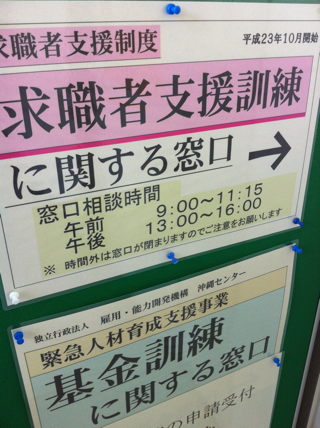 求職者支援制度
平成23年10月開始
求職者支援訓練
に関する窓口
窓口相談時間
午前 9:00〜11:15
午後 13:00〜16:00
※ 時間外は窓口が閉まりますのでご注意をお願いします
独立行政法人 雇用・能力開発機構 沖縄センター
緊急人材育成支援事業
基金訓練
に関する窓口
の申請受付